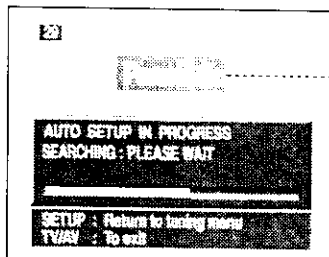 AUTO SETUP IN PROGRESS
SEARCHING : PLEASE WAIT
SETUP : Return to tuning menu
TV/AV : To exit